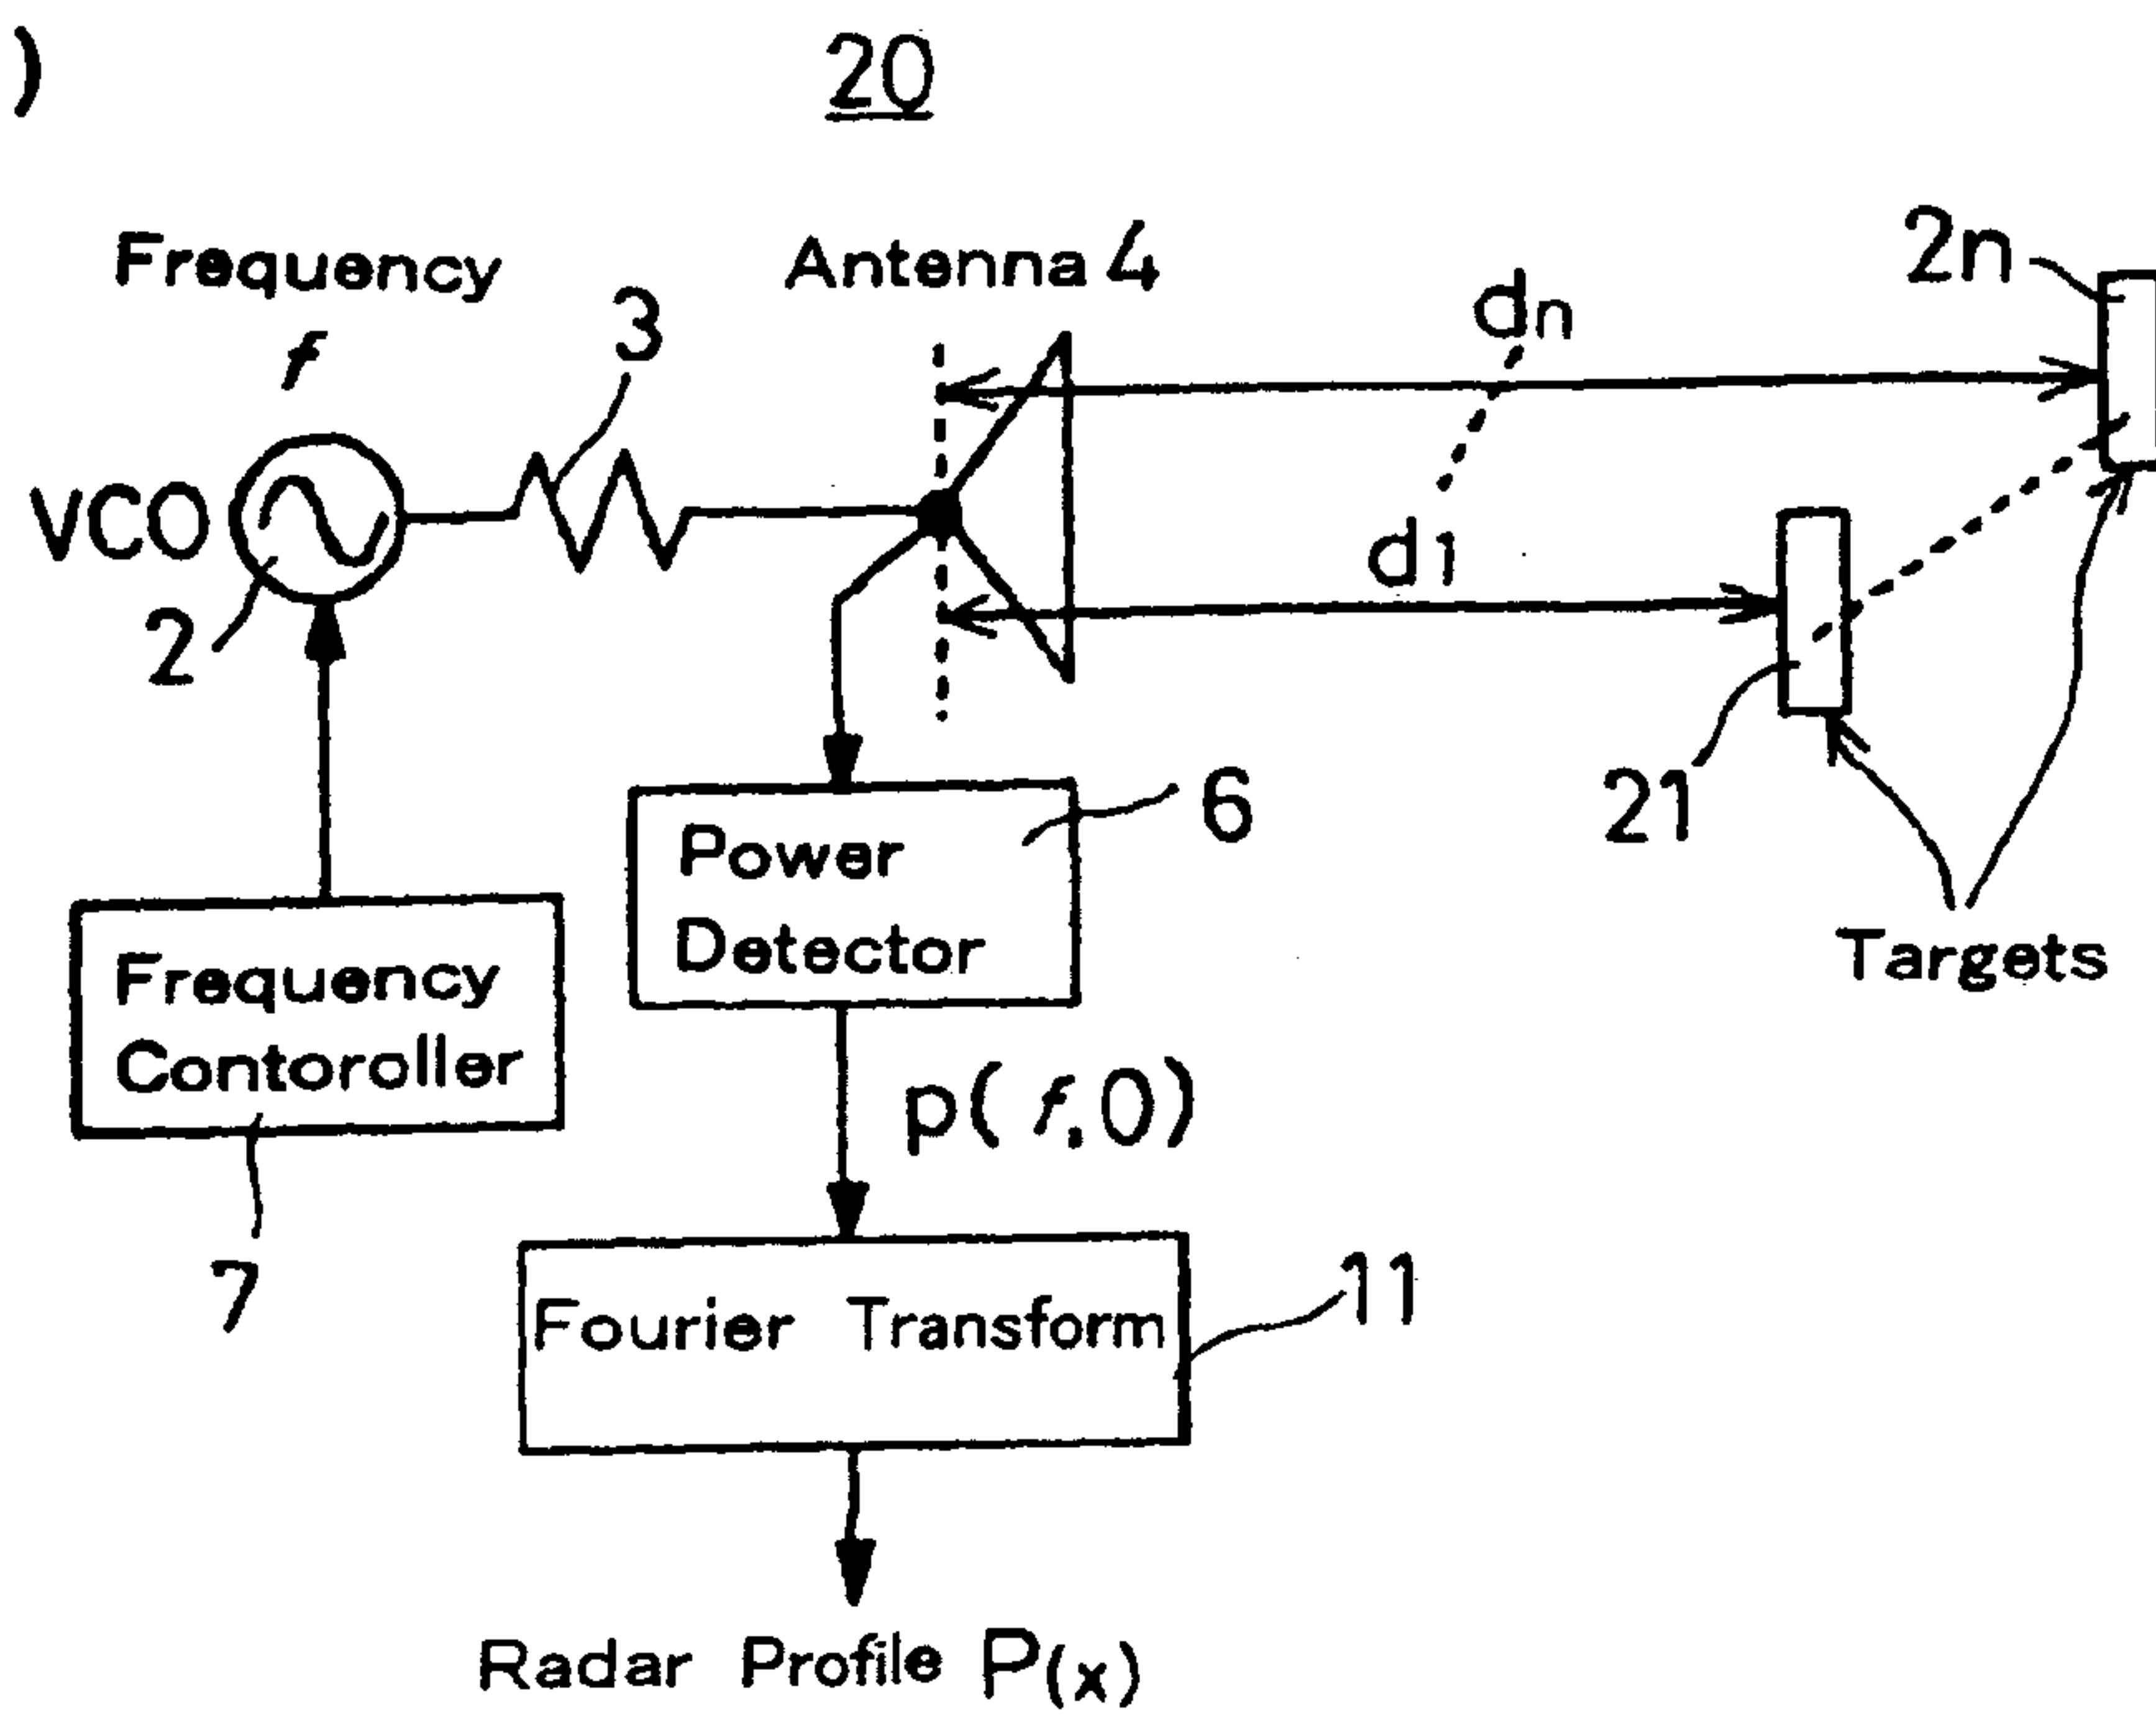 )
20
Frequency
f
3
Antenna 4
dn
2n
VCO
2
d1
21
6
Power
Detector
Targets
Frequency
Contoroller
7
p(f,0)
Fourier Transform
11
Radar Profile P(x)